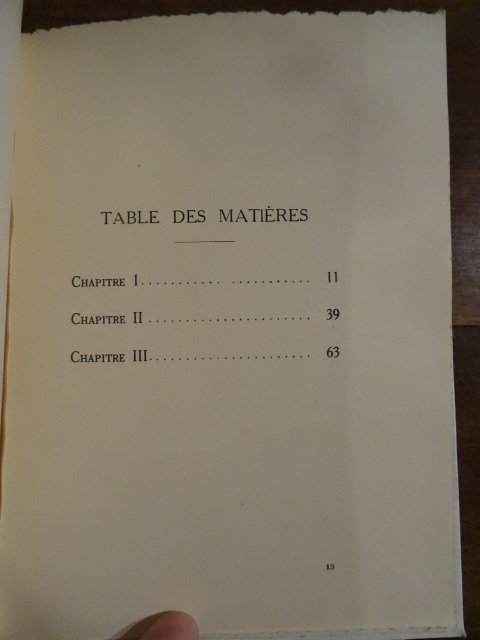 TABLE DES MATIÈRES
CHAPITRE I........... ........... 11
CHAPITRE II...................... 39
CHAPITRE III...................... 63
13